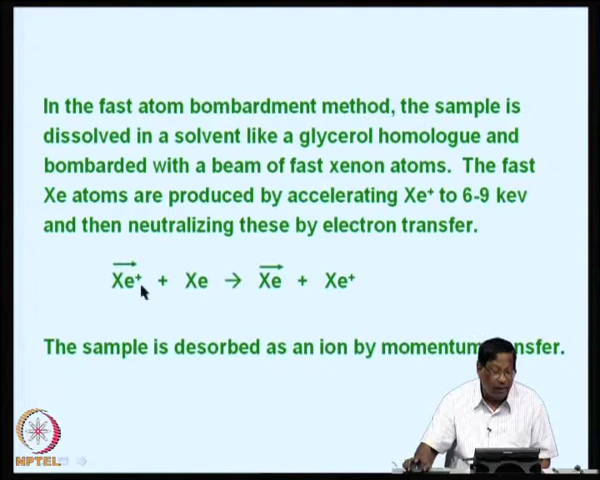 In the fast atom bombardment method, the sample is
dissolved in a solvent like a glycerol homologue and
bombarded with a beam of fast xenon atoms.  The fast
Xe atoms are produced by accelerating Xe⁺ to 6-9 kev
and then neutralizing these by electron transfer.
Xe⁺ + Xe → Xe + Xe⁺
The sample is desorbed as an ion by momentum
NPTEL